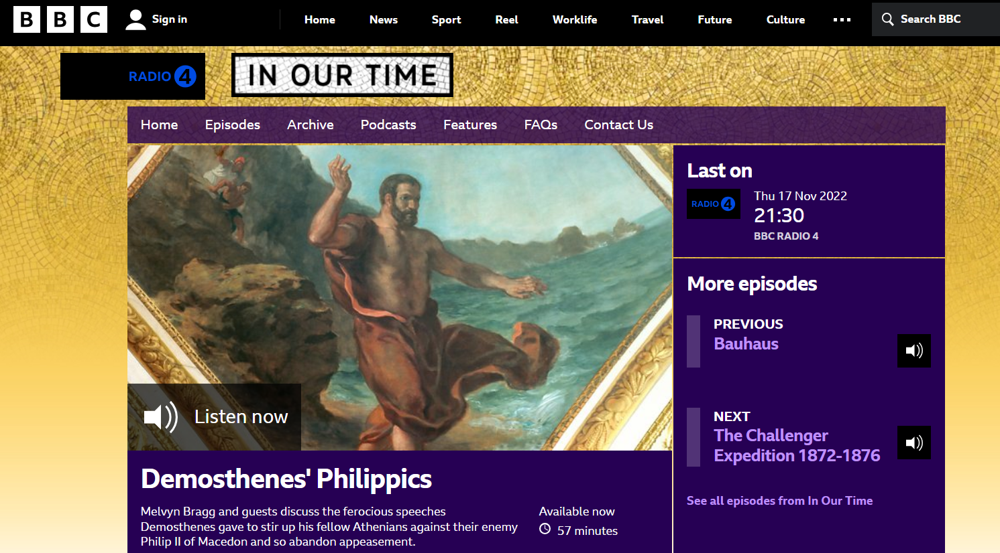 BBC
Sign in
Home
News
Sport
Reel
Worklife
Travel
Future
Culture
Search BBC
RADIO 4
IN OUR TIME
Home
Episodes
Archive
Podcasts
Features
FAQs
Contact Us
Listen now
Demosthenes' Philippics
Melvyn Bragg and guests discuss the ferocious speeches
Demosthenes gave to stir up his fellow Athenians against their enemy
Philip II of Macedon and so abandon appeasement.
Available now
57 minutes
Last on
RADIO 4
Thu 17 Nov 2022
21:30
BBC RADIO 4
More episodes
PREVIOUS
Bauhaus
NEXT
The Challenger
Expedition 1872-1876
See all episodes from In Our Time